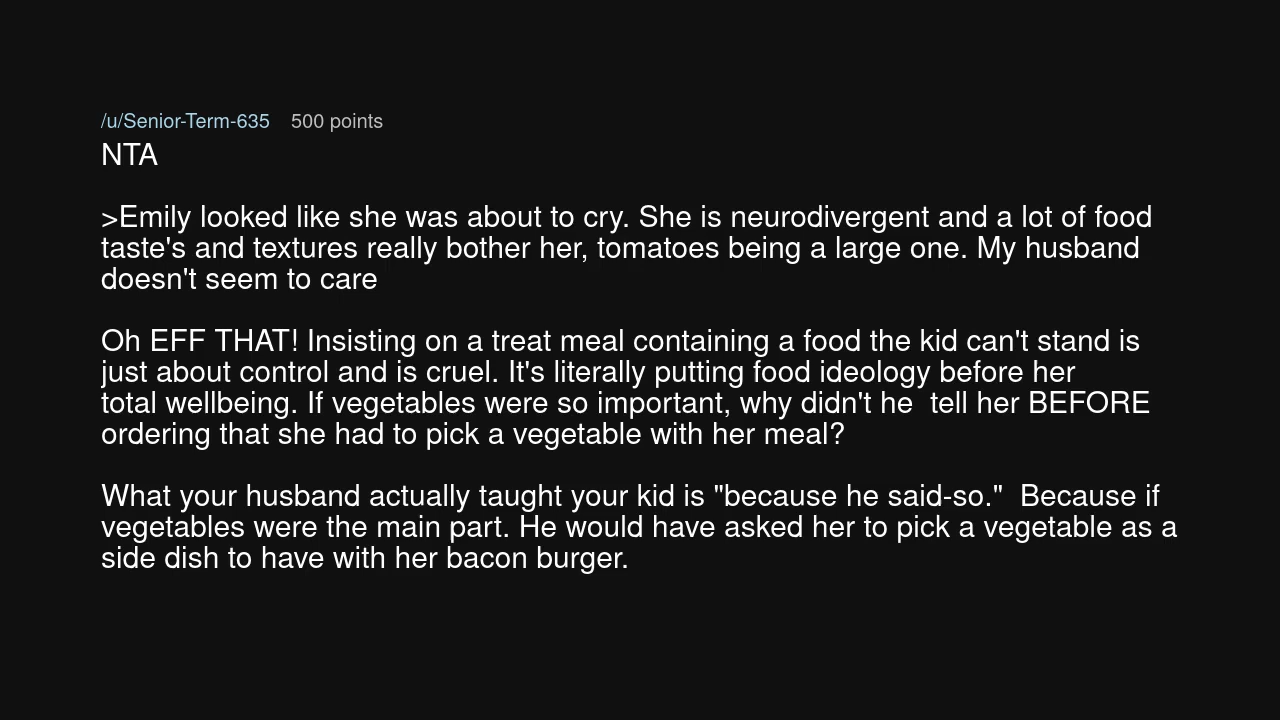 /u/Senior-Term-635 500 points
NTA
>Emily looked like she was about to cry. She is neurodivergent and a lot of food
taste's and textures really bother her, tomatoes being a large one. My husband
doesn't seem to care
Oh EFF THAT! Insisting on a treat meal containing a food the kid can't stand is
just about control and is cruel. It's literally putting food ideology before her
total wellbeing. If vegetables were so important, why didn't he  tell her BEFORE
ordering that she had to pick a vegetable with her meal?
What your husband actually taught your kid is "because he said-so."  Because if
vegetables were the main part. He would have asked her to pick a vegetable as a
side dish to have with her bacon burger.